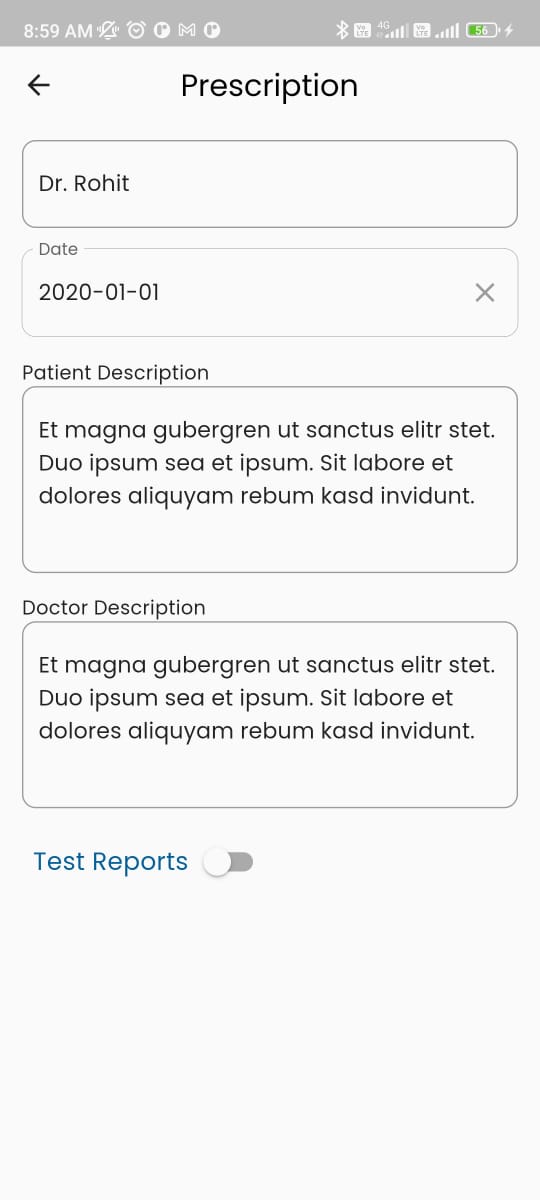 8:59 AM
4G
56
Prescription
Dr. Rohit
Date
2020-01-01
Patient Description
Et magna gubergren ut sanctus elitr stet.
Duo ipsum sea et ipsum. Sit labore et
dolores aliquyam rebum kasd invidunt.
Doctor Description
Et magna gubergren ut sanctus elitr stet.
Duo ipsum sea et ipsum. Sit labore et
dolores aliquyam rebum kasd invidunt.
Test Reports